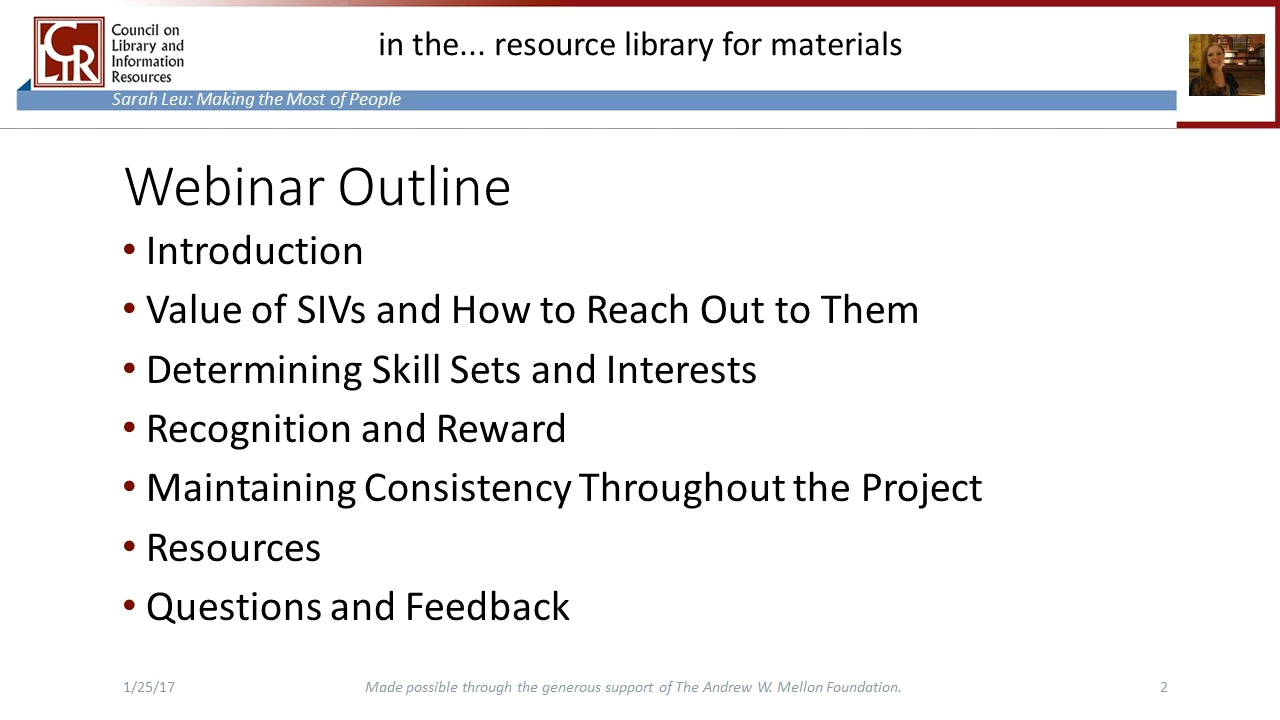 in the... resource library for materials
CLIR
Council on
Library and
Information
Resources
Sarah Leu: Making the Most of People
Webinar Outline
• Introduction
• Value of SIVs and How to Reach Out to Them
• Determining Skill Sets and Interests
• Recognition and Reward
• Maintaining Consistency Throughout the Project
• Resources
• Questions and Feedback
1/25/17
Made possible through the generous support of The Andrew W. Mellon Foundation.
2